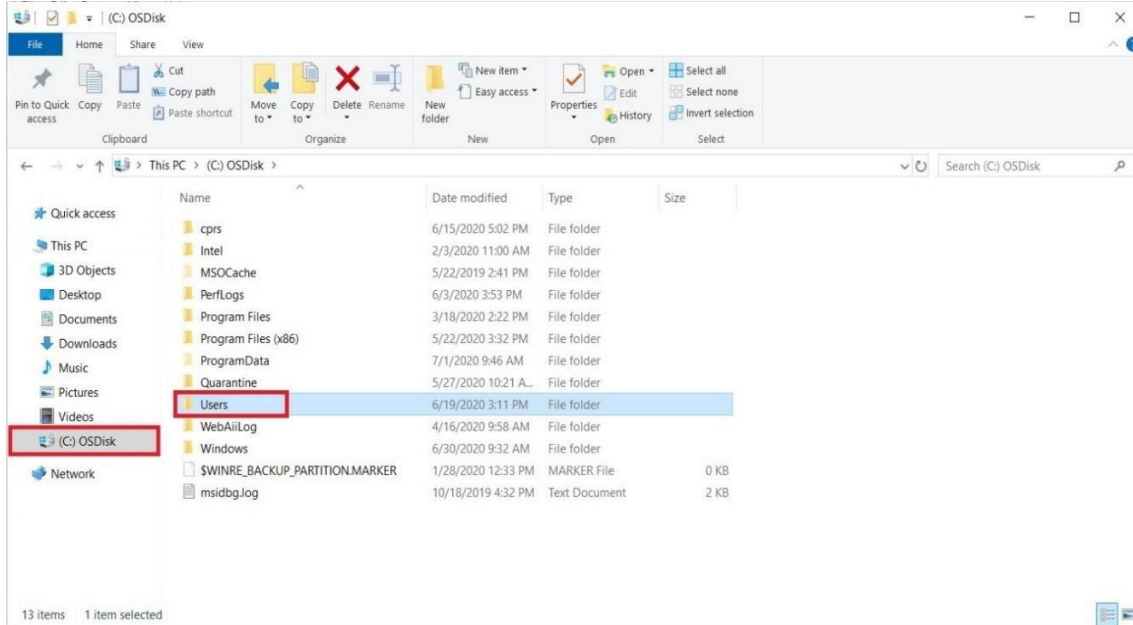 (C:) OSDisk
File Home Share View
Pin to Quick access
Copy
Paste
Cut
Copy path
Paste shortcut
Clipboard
Move to
Copy to
Delete
Rename
Organize
New folder
New item
Easy access
New
Properties
Open
Edit
History
Open
Select all
Select none
Invert selection
Select
This PC > (C:) OSDisk >
Search (C:) OSDisk
Quick access
This PC
3D Objects
Desktop
Documents
Downloads
Music
Pictures
Videos
(C:) OSDisk
Network
Name Date modified Type Size
cprs 6/15/2020 5:02 PM File folder
Intel 2/3/2020 11:00 AM File folder
MSOCache 5/22/2019 2:41 PM File folder
PerfLogs 6/3/2020 3:53 PM File folder
Program Files 3/18/2020 2:22 PM File folder
Program Files (x86) 5/22/2020 3:32 PM File folder
ProgramData 7/1/2020 9:46 AM File folder
Quarantine 5/27/2020 10:21 A... File folder
Users 6/19/2020 3:11 PM File folder
WebAiiLog 4/16/2020 9:58 AM File folder
Windows 6/30/2020 9:32 AM File folder
$WINRE_BACKUP_PARTITION.MARKER 1/28/2020 12:33 PM MARKER File 0 KB
msidbg.log 10/18/2019 4:32 PM Text Document 2 KB
13 items 1 item selected